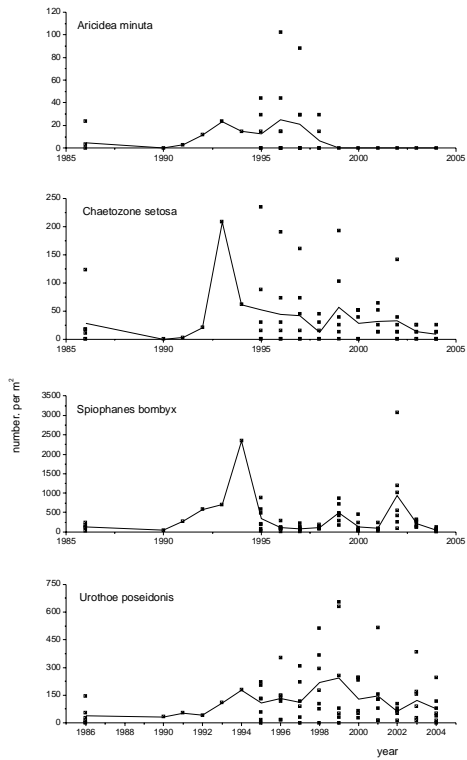 Aricidea minuta
120
100
80
60
40
20
0
1985 1990 1995 2000 2005
Chaetozone setosa
250
200
150
100
50
0
1985 1990 1995 2000 2005
number. per m²
Spiophanes bombyx
3500
3000
2500
2000
1500
1000
500
0
1985 1990 1995 2000 2005
Urothoe poseidonis
750
600
450
300
150
0
1986 1988 1990 1992 1994 1996 1998 2000 2002 2004
year